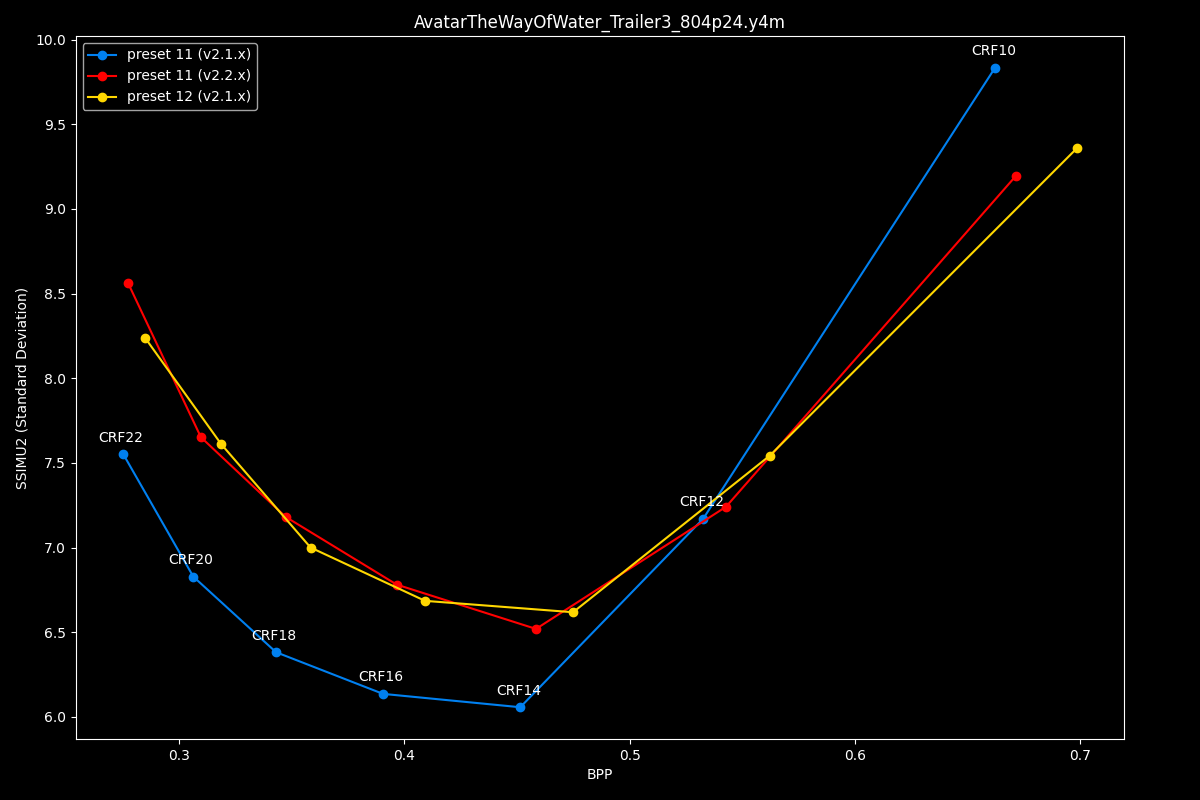 AvatarTheWayOfWater_Trailer3_804p24.y4m
preset 11 (v2.1.x)
preset 11 (v2.2.x)
preset 12 (v2.1.x)
CRF10
CRF22
CRF12
CRF20
CRF18
CRF16
CRF14
SSIMU2 (Standard Deviation)
10.0
9.5
9.0
8.5
8.0
7.5
7.0
6.5
6.0
0.3
0.4
0.5
0.6
0.7
BPP